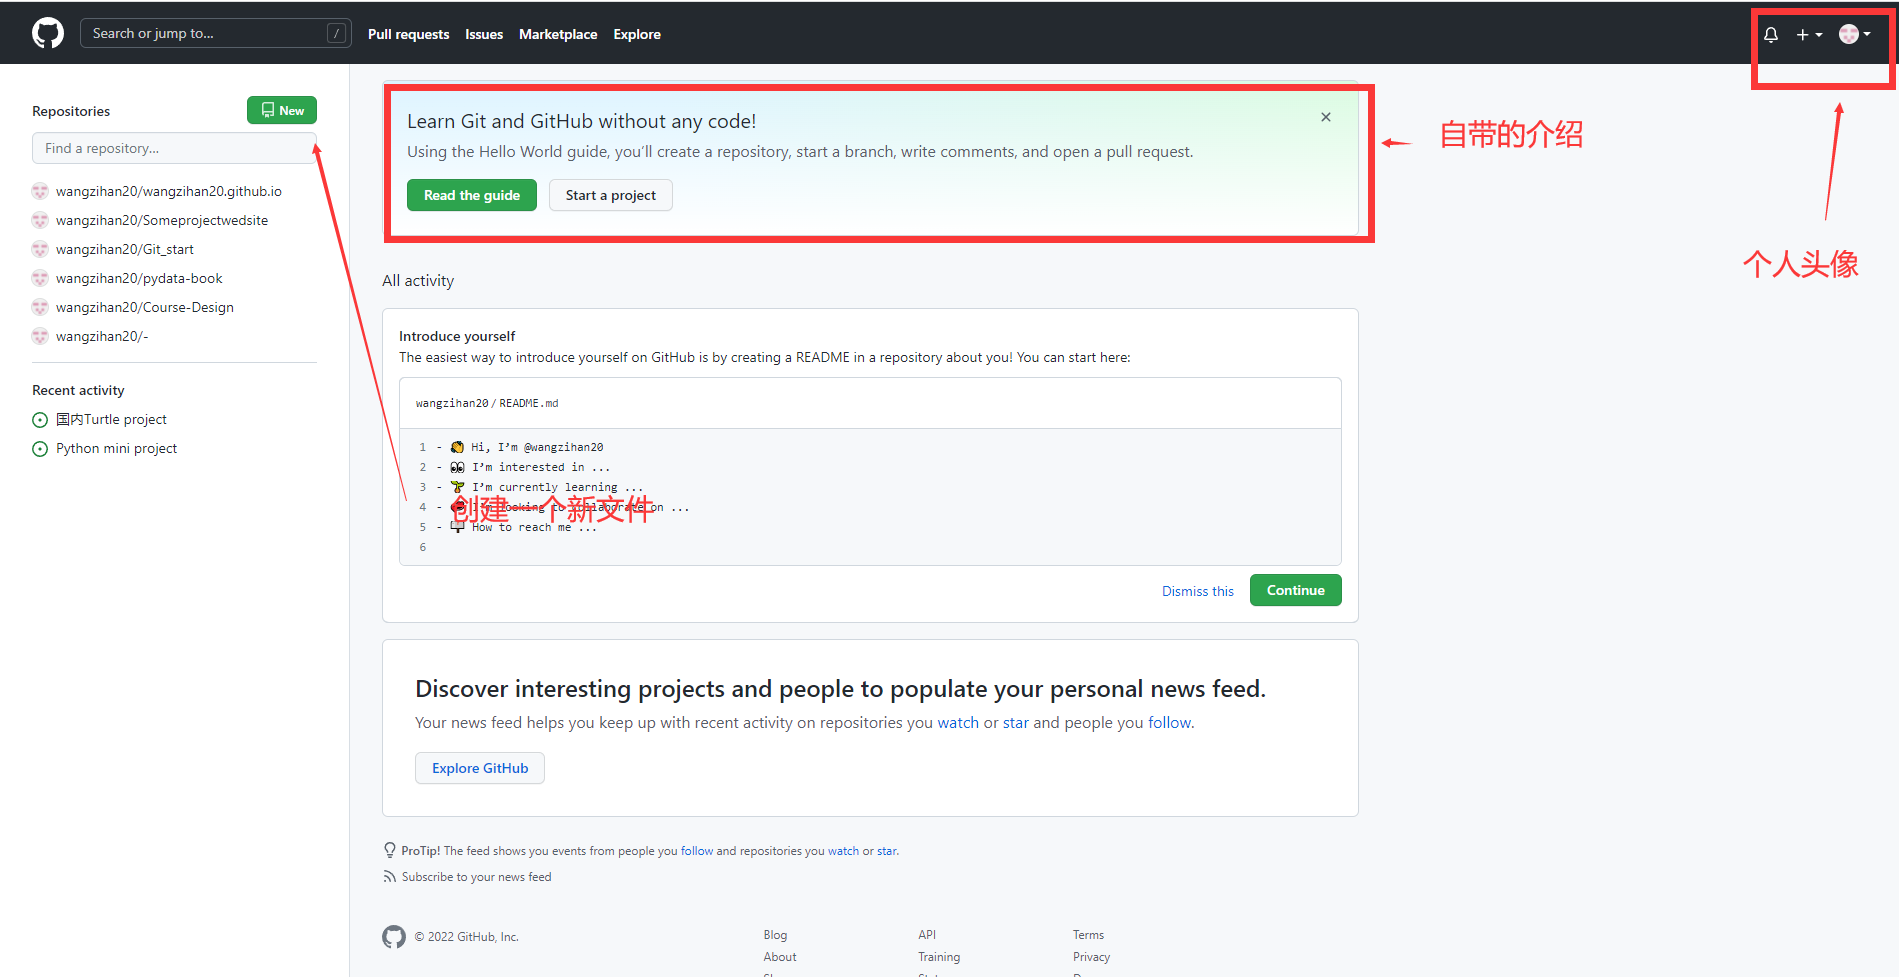 Search or jump to...
/
Pull requests
Issues
Marketplace
Explore
Repositories
New
Find a repository...
wangzihan20/wangzihan20.github.io
wangzihan20/Someprojectwedsite
wangzihan20/Git_start
wangzihan20/pydata-book
wangzihan20/Course-Design
wangzihan20/-
Recent activity
国内Turtle project
Python mini project
Learn Git and GitHub without any code!
Using the Hello World guide, you’ll create a repository, start a branch, write comments, and open a pull request.
Read the guide
Start a project
自带的介绍
个人头像
All activity
Introduce yourself
The easiest way to introduce yourself on GitHub is by creating a README in a repository about you! You can start here:
wangzihan20/README.md
1 - 👋 Hi, I’m @wangzihan20
2 - 👀 I’m interested in ...
3 - 🌱 I’m currently learning ...
4 - I’m looking to collaborate on ...
创建一个新文件
5 - 📫 How to reach me ...
6
Dismiss this
Continue
Discover interesting projects and people to populate your personal news feed.
Your news feed helps you keep up with recent activity on repositories you watch or star and people you follow.
Explore GitHub
ProTip! The feed shows you events from people you follow and repositories you watch or star.
Subscribe to your news feed
© 2022 GitHub, Inc.
Blog
API
Terms
About
Training
Privacy